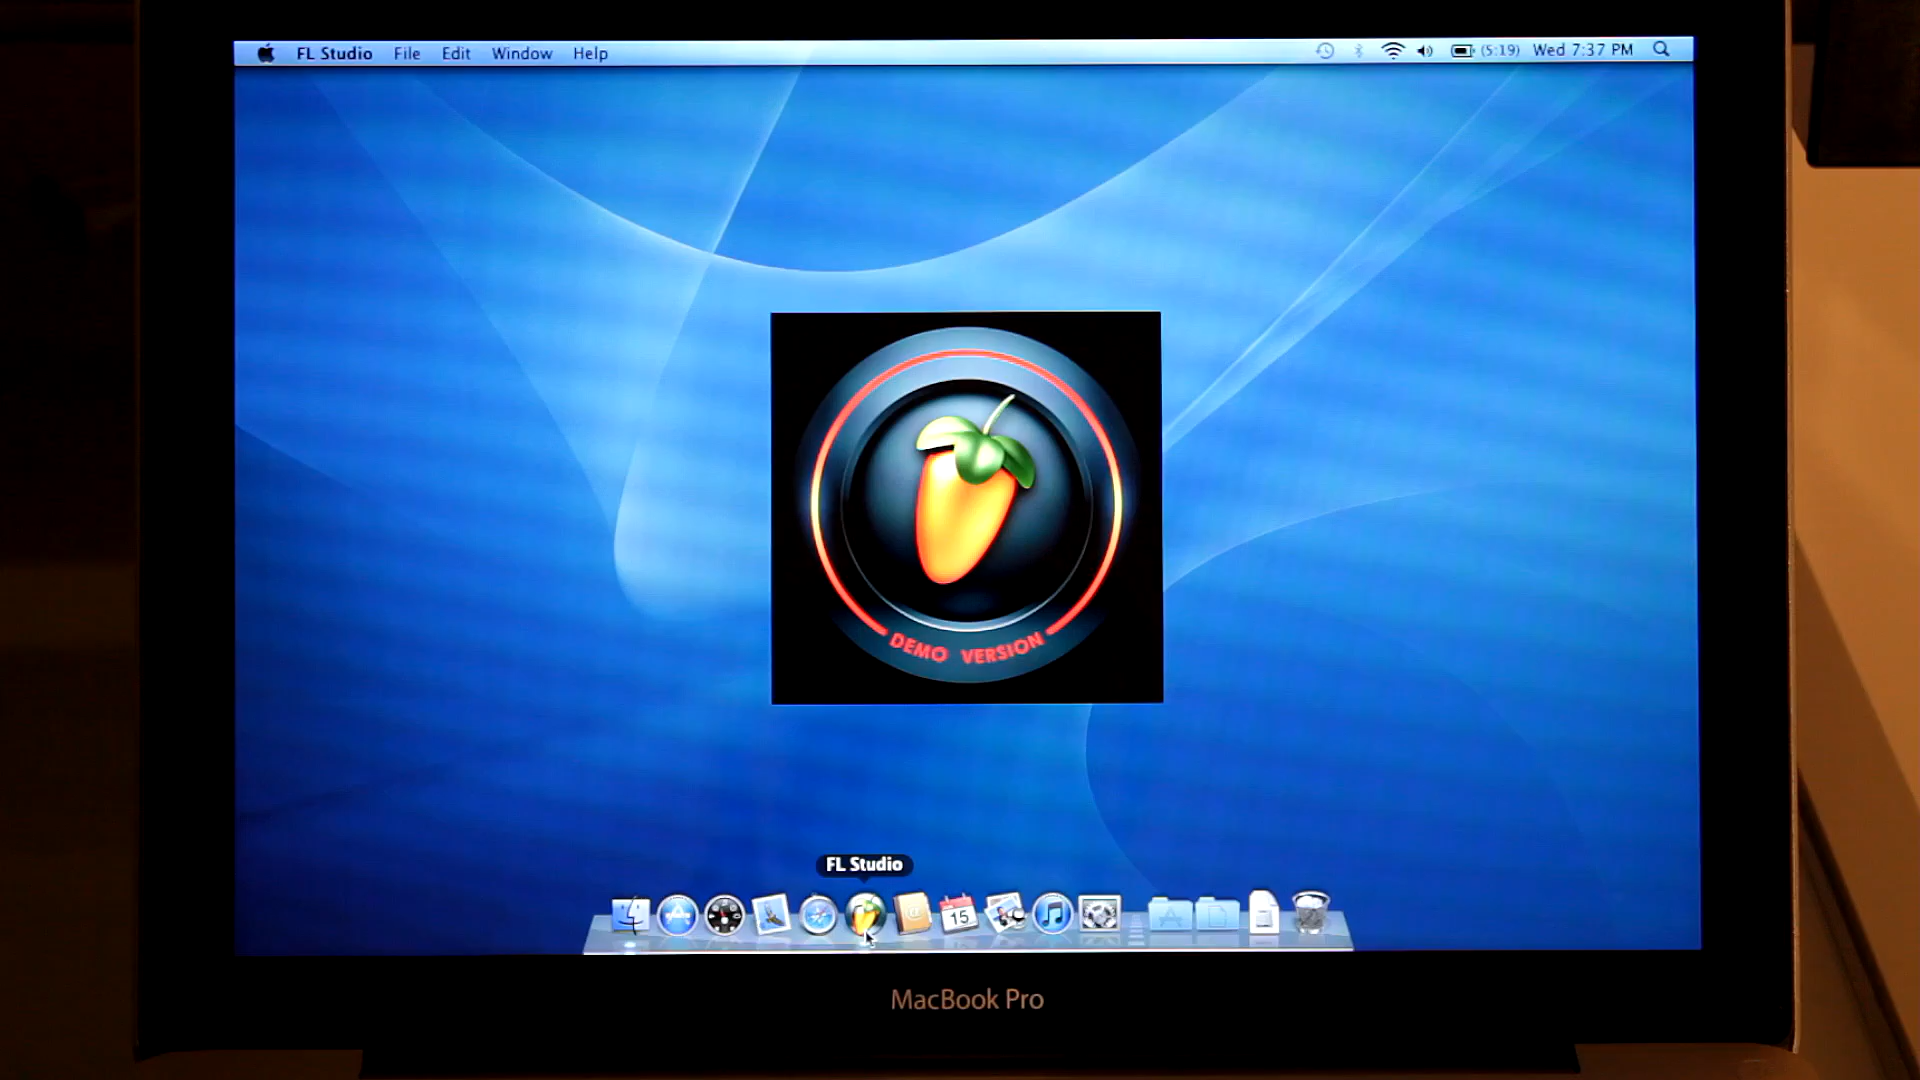 FL Studio File Edit Window Help (5:19) Wed 7:37 PM
DEMO VERSION
FL Studio
15
MacBook Pro